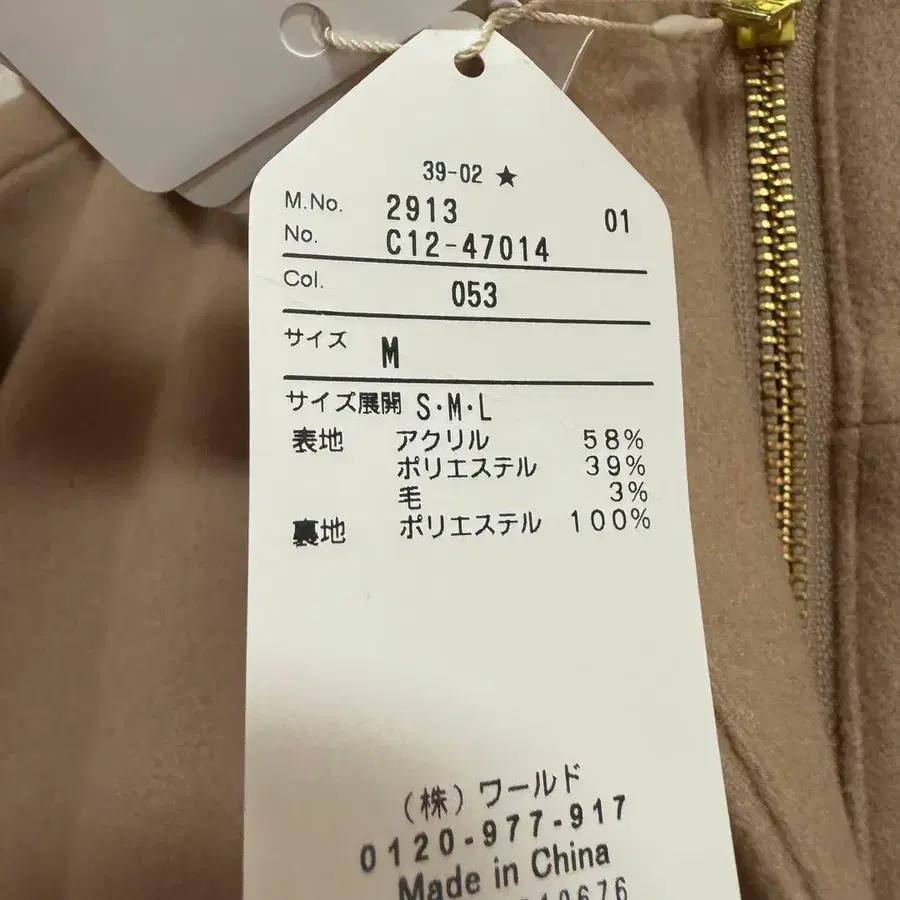 39-02 ★
M.No. 2913 01
No. C12-47014
Col. 053
サイズ M
サイズ展開 S・M・L
表地 アクリル 58%
ポリエステル 39%
毛 3%
裏地 ポリエステル 100%
(株)ワールド
0120-977-917
Made in China